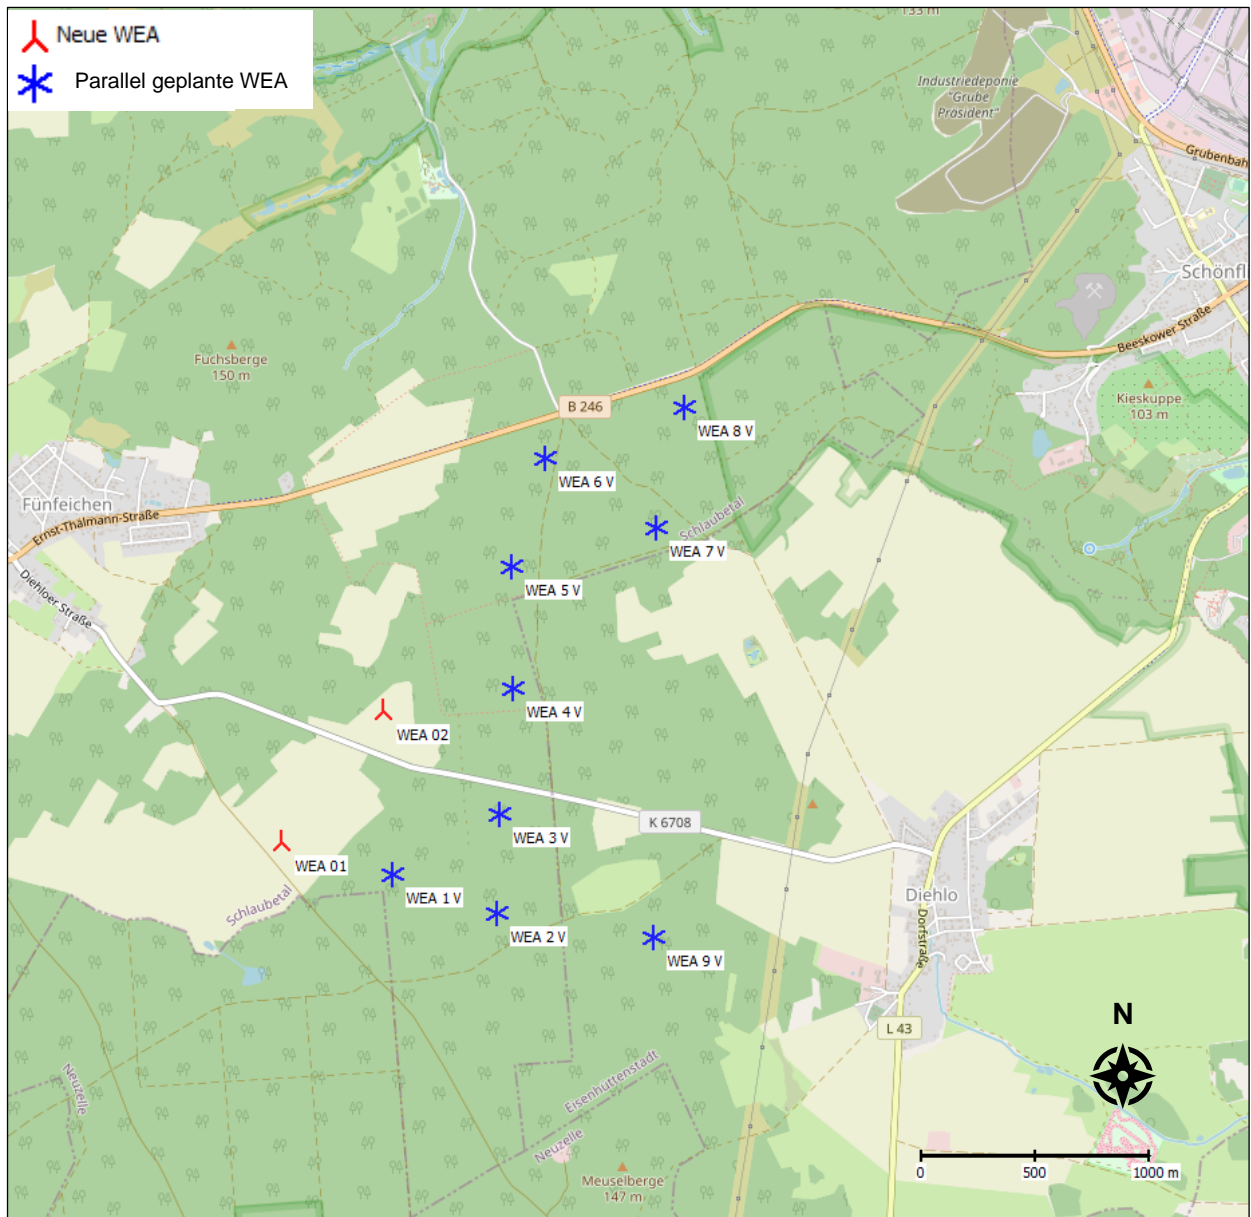 Neue WEA
Parallel geplante WEA
133 m
Industriedeponie
"Grube
Präsident"
Grubenbah
Schönfl
Beeskower Straße
Kieskuppe
103 m
Fuchsberge
150 m
B 246
WEA 8 V
WEA 6 V
Fünfeichen
Ernst-Thälmann-Straße
Schlaubetal
WEA 7 V
WEA 5 V
Diehloer Straße
WEA 4 V
WEA 02
K 6708
WEA 3 V
WEA 01
WEA 1 V
Schlaubetal
Diehlo
Dorfstraße
WEA 2 V
WEA 9 V
N
L 43
Neuzelle
Eisenhüttenstadt
Neuzelle
Meuselberge
147 m
0 500 1000 m